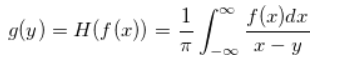 g(y) = H(f(x)) = \frac{1}{\pi} \int_{-\infty}^{\infty} \frac{f(x)dx}{x - y}